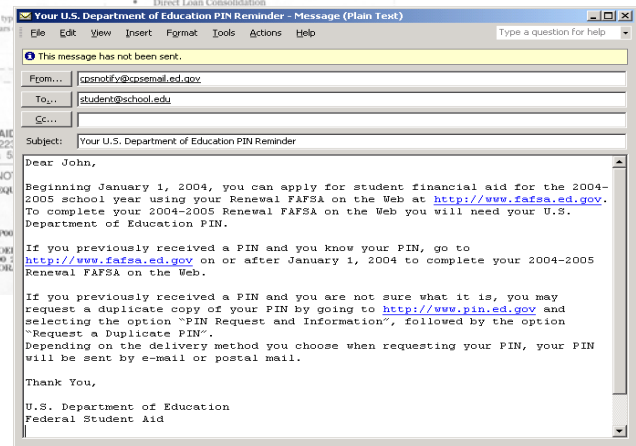 Direct Loan Consolidation
Your U.S. Department of Education PIN Reminder - Message (Plain Text)
File Edit View Insert Format Tools Actions Help Type a question for help
This message has not been sent.
From... cpsnotify@cpsemail.ed.gov
To... student@school.edu
Cc...
Subject: Your U.S. Department of Education PIN Reminder
Dear John,
Beginning January 1, 2004, you can apply for student financial aid for the 2004-
2005 school year using your Renewal FAFSA on the Web at http://www.fafsa.ed.gov.
To complete your 2004-2005 Renewal FAFSA on the Web you will need your U.S.
Department of Education PIN.
If you previously received a PIN and you know your PIN, go to
http://www.fafsa.ed.gov on or after January 1, 2004 to complete your 2004-2005
Renewal FAFSA on the Web.
If you previously received a PIN and you are not sure what it is, you may
request a duplicate copy of your PIN by going to http://www.pin.ed.gov and
selecting the option “PIN Request and Information”, followed by the option
“Request a Duplicate PIN”.
Depending on the delivery method you choose when requesting your PIN, your PIN
will be sent by e-mail or postal mail.
Thank You,
U.S. Department of Education
Federal Student Aid